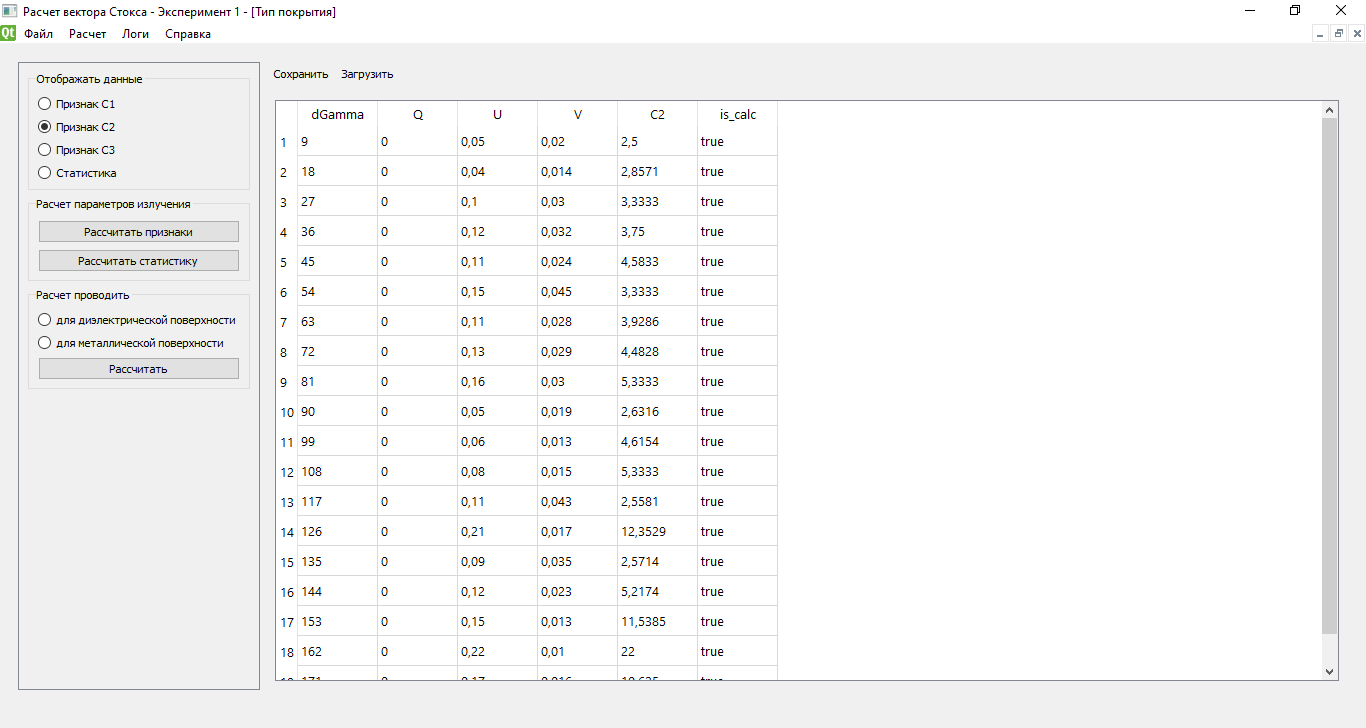 Расчет вектора Стокса - Эксперимент 1 - [Тип покрытия]
Qt Файл Расчет Логи Справка
Отображать данные
Признак C1
Признак C2
Признак C3
Статистика
Расчет параметров излучения
Рассчитать признаки
Рассчитать статистику
Расчет проводить
для диэлектрической поверхности
для металлической поверхности
Рассчитать
Сохранить Загрузить
dGamma Q U V C2 is_calc
1 9 0 0,05 0,02 2,5 true
2 18 0 0,04 0,014 2,8571 true
3 27 0 0,1 0,03 3,3333 true
4 36 0 0,12 0,032 3,75 true
5 45 0 0,11 0,024 4,5833 true
6 54 0 0,15 0,045 3,3333 true
7 63 0 0,11 0,028 3,9286 true
8 72 0 0,13 0,029 4,4828 true
9 81 0 0,16 0,03 5,3333 true
10 90 0 0,05 0,019 2,6316 true
11 99 0 0,06 0,013 4,6154 true
12 108 0 0,08 0,015 5,3333 true
13 117 0 0,11 0,043 2,5581 true
14 126 0 0,21 0,017 12,3529 true
15 135 0 0,09 0,035 2,5714 true
16 144 0 0,12 0,023 5,2174 true
17 153 0 0,15 0,013 11,5385 true
18 162 0 0,22 0,01 22 true